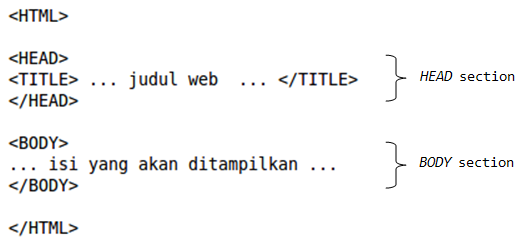 <HTML>
<HEAD>
<TITLE> ... judul web ... </TITLE>
</HEAD>
HEAD section
<BODY>
... isi yang akan ditampilkan ...
</BODY>
BODY section
</HTML>